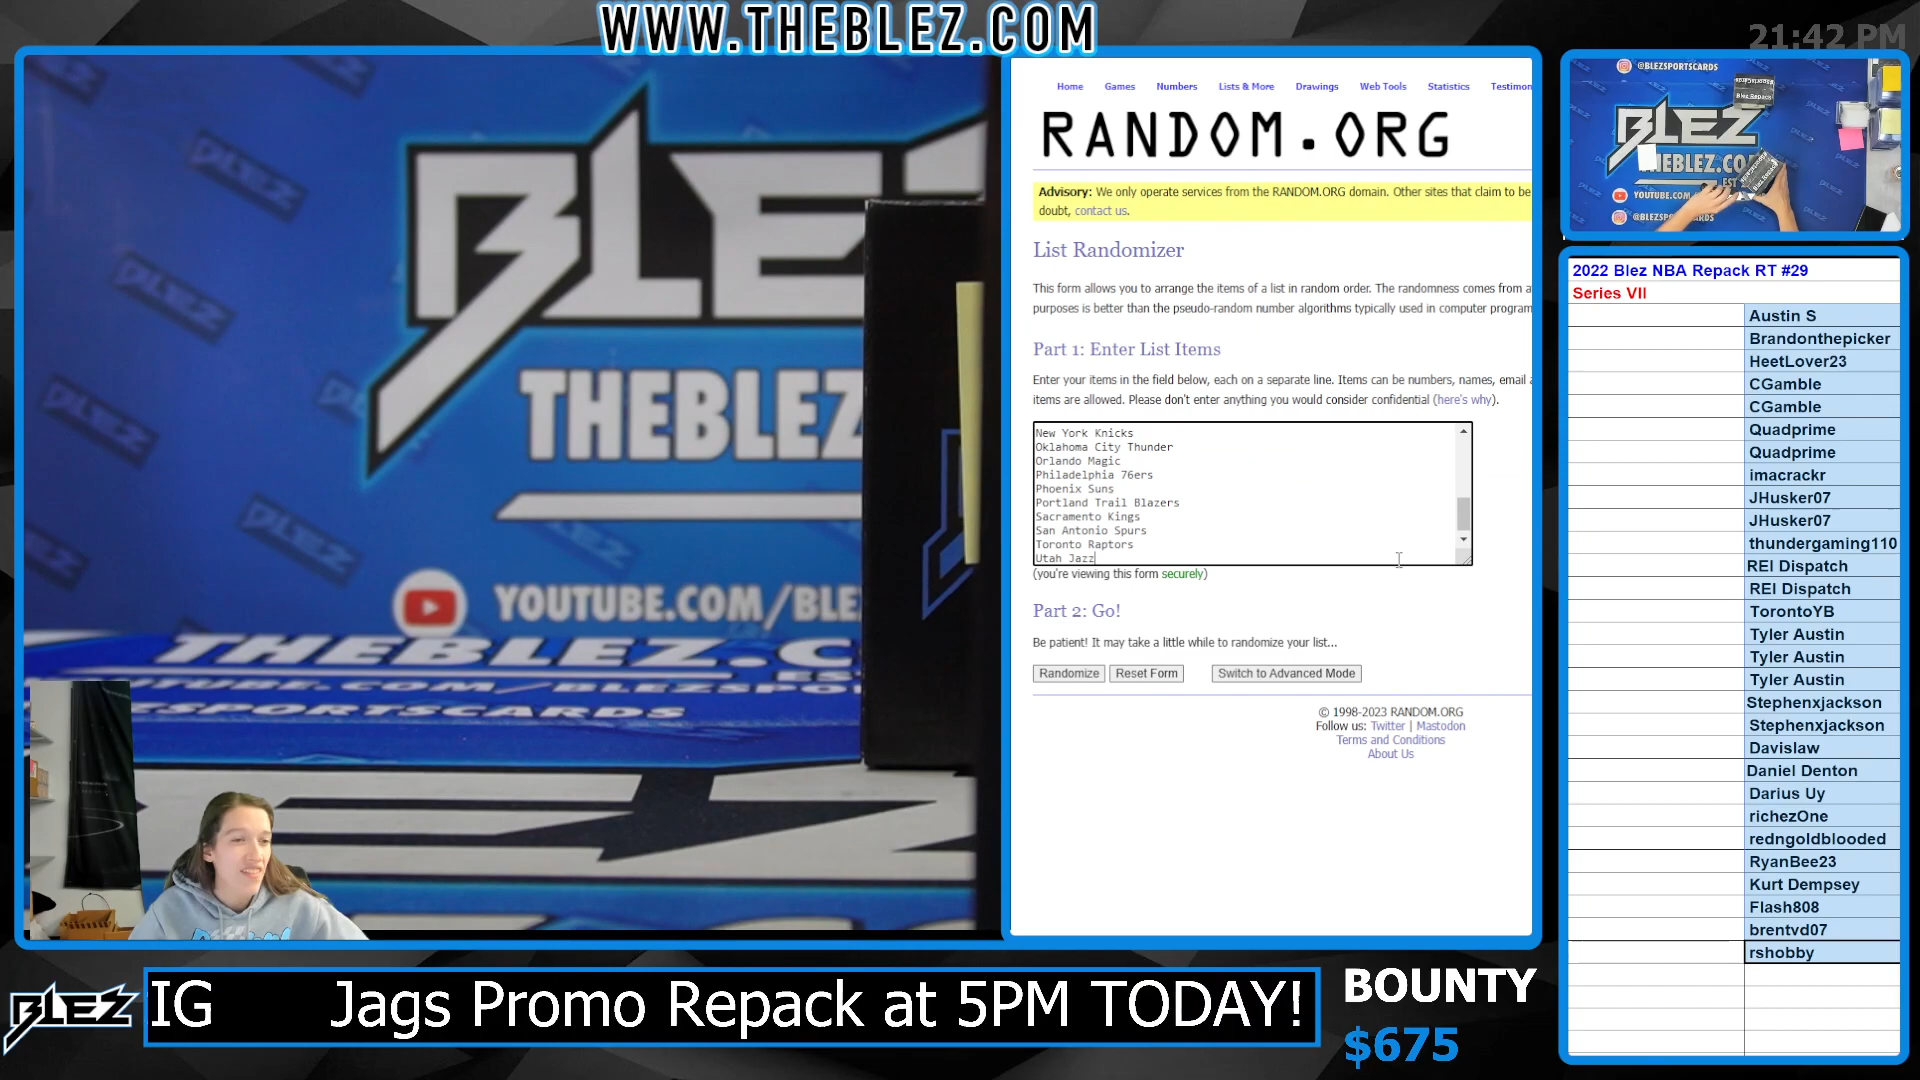 WWW.THEBLEZ.COM
21:42 PM
BLEZ
THEBLEZ
YOUTUBE.COM/BLE
THEBLEZ.C
ESPORTSCARDS
Home Games Numbers Lists & More Drawings Web Tools Statistics Testimon
RANDOM.ORG
Advisory: We only operate services from the RANDOM.ORG domain. Other sites that claim to be
doubt, contact us.
List Randomizer
This form allows you to arrange the items of a list in random order. The randomness comes from a
purposes is better than the pseudo-random number algorithms typically used in computer program
Part 1: Enter List Items
Enter your items in the field below, each on a separate line. Items can be numbers, names, email a
items are allowed. Please don't enter anything you would consider confidential (here's why).
New York Knicks
Oklahoma City Thunder
Orlando Magic
Philadelphia 76ers
Phoenix Suns
Portland Trail Blazers
Sacramento Kings
San Antonio Spurs
Toronto Raptors
Utah Jazz
(you're viewing this form securely)
Part 2: Go!
Be patient! It may take a little while to randomize your list...
Randomize Reset Form Switch to Advanced Mode
© 1998-2023 RANDOM.ORG
Follow us: Twitter | Mastodon
Terms and Conditions
About Us
@BLEZSPORTSCARDS
BLEZ
YOUTUBE.COM
2022 Blez NBA Repack RT #29
Series VII
Austin S
Brandonthepicker
HeetLover23
CGamble
CGamble
Quadprime
Quadprime
imacrackr
JHusker07
JHusker07
thundergaming110
REI Dispatch
REI Dispatch
TorontoYB
Tyler Austin
Tyler Austin
Tyler Austin
Stephenxjackson
Stephenxjackson
Davislaw
Daniel Denton
Darius Uy
richezOne
redngoldblooded
RyanBee23
Kurt Dempsey
Flash808
brentvd07
rshobby
BLEZ
IG Jags Promo Repack at 5PM TODAY!
BOUNTY
$675